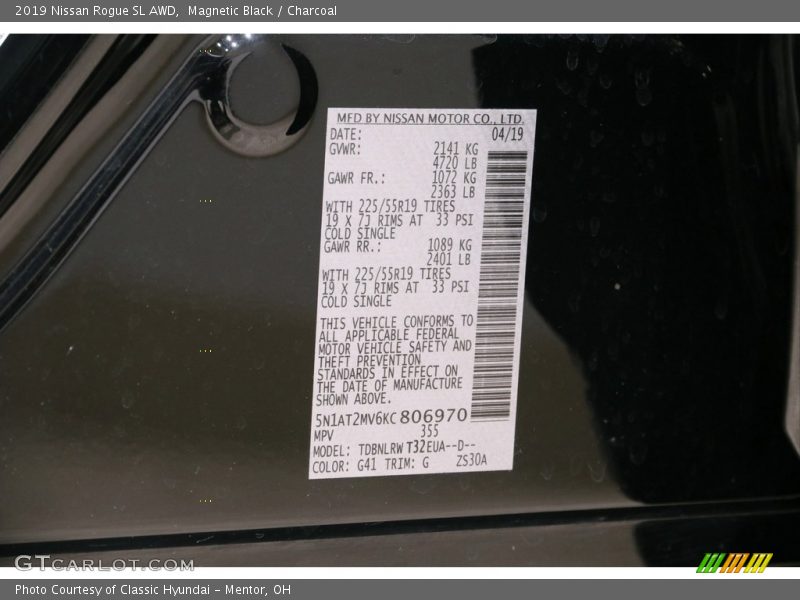 2019 Nissan Rogue SL AWD, Magnetic Black / Charcoal
MFD BY NISSAN MOTOR CO., LTD.
DATE: 04/19
GVWR: 2141 KG
4720 LB
GAWR FR.: 1072 KG
2363 LB
WITH 225/55R19 TIRES
19 X 7J RIMS AT 33 PSI
COLD SINGLE
GAWR RR.: 1089 KG
2401 LB
WITH 225/55R19 TIRES
19 X 7J RIMS AT 33 PSI
COLD SINGLE
THIS VEHICLE CONFORMS TO
ALL APPLICABLE FEDERAL
MOTOR VEHICLE SAFETY AND
THEFT PREVENTION
STANDARDS IN EFFECT ON
THE DATE OF MANUFACTURE
SHOWN ABOVE.
5N1AT2MV6KC806970
MPV 355
MODEL: TDBNLRWT32EUA--D--
COLOR: G41 TRIM: G ZS30A
GTCARLOT.COM
Photo Courtesy of Classic Hyundai - Mentor, OH